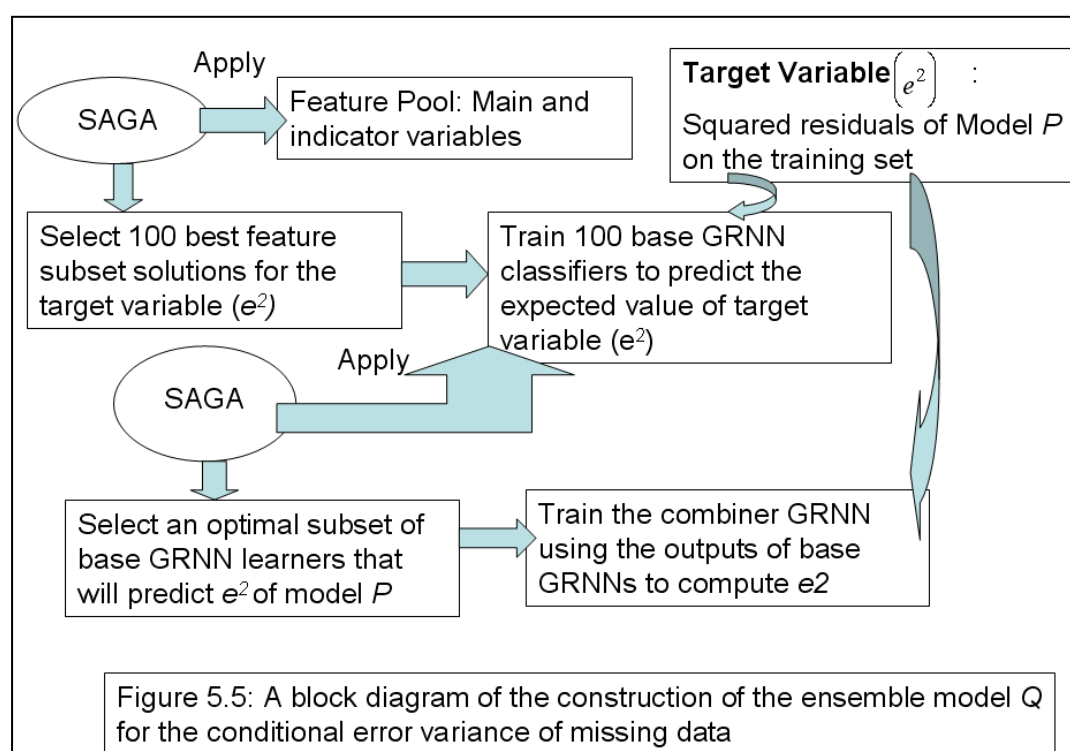 Apply
SAGA
Feature Pool: Main and
indicator variables
Target Variable (e²) :
Squared residuals of Model P
on the training set
Select 100 best feature
subset solutions for the
target variable (e²)
Train 100 base GRNN
classifiers to predict the
expected value of target
variable (e²)
Apply
SAGA
Select an optimal subset of
base GRNN learners that
will predict e² of model P
Train the combiner GRNN
using the outputs of base
GRNNs to compute e2
Figure 5.5: A block diagram of the construction of the ensemble model Q
for the conditional error variance of missing data